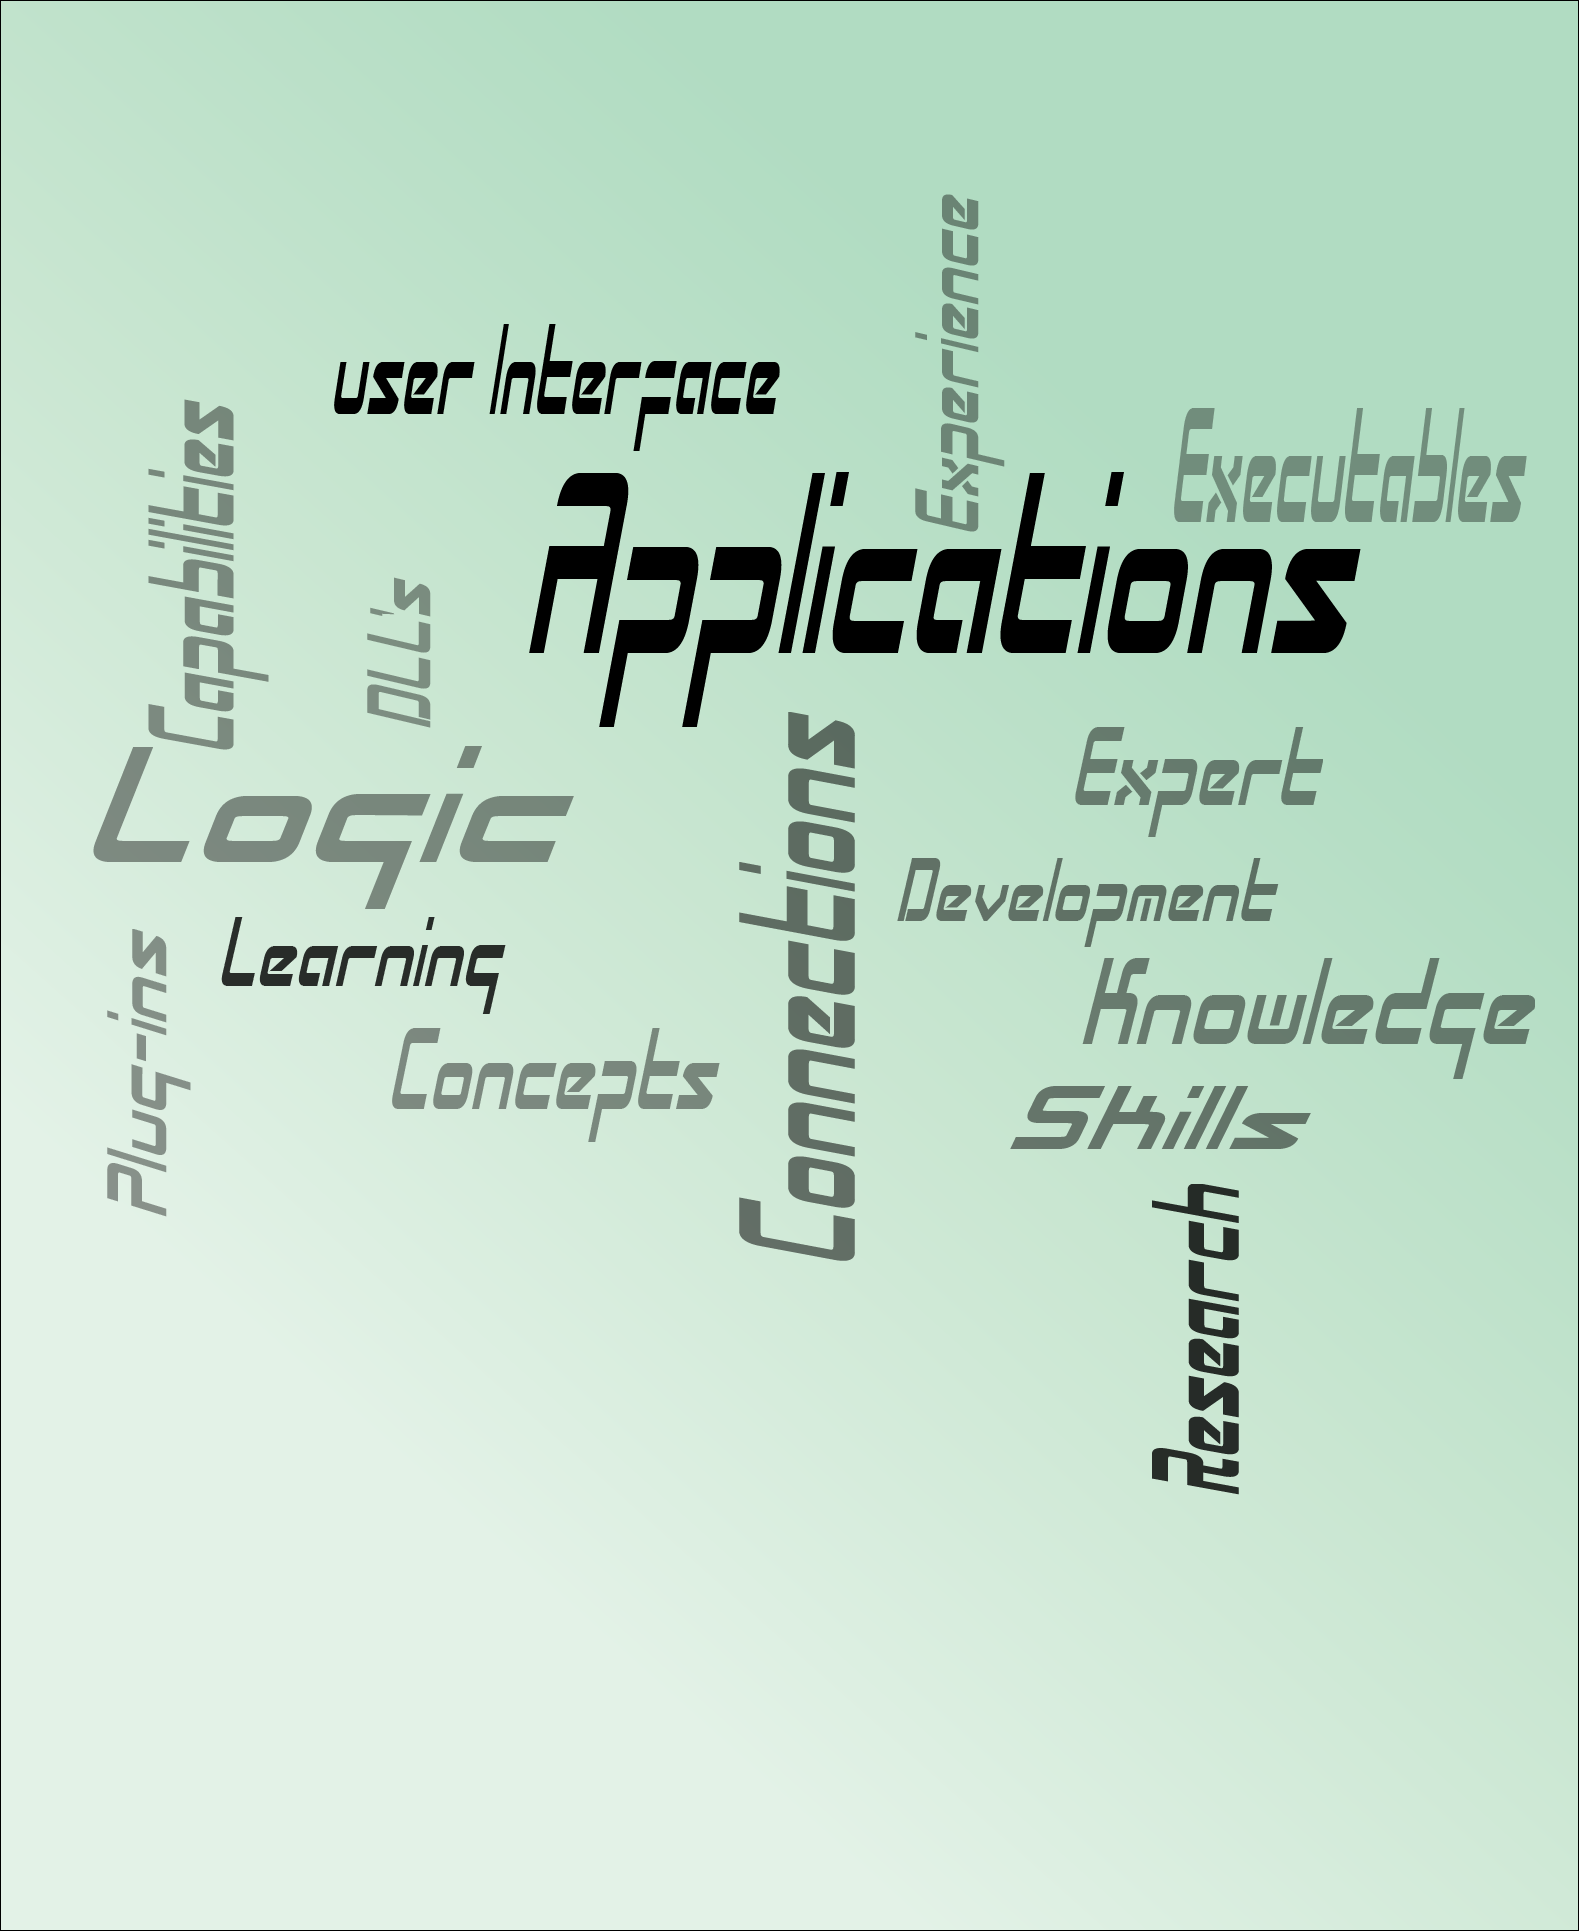 Experience
user Interface
Capabilities
Executables
Applications
DLL's
Connections
Expert
Logic
Development
Learning
Plug-ins
Knowledge
Concepts
Skills
Research